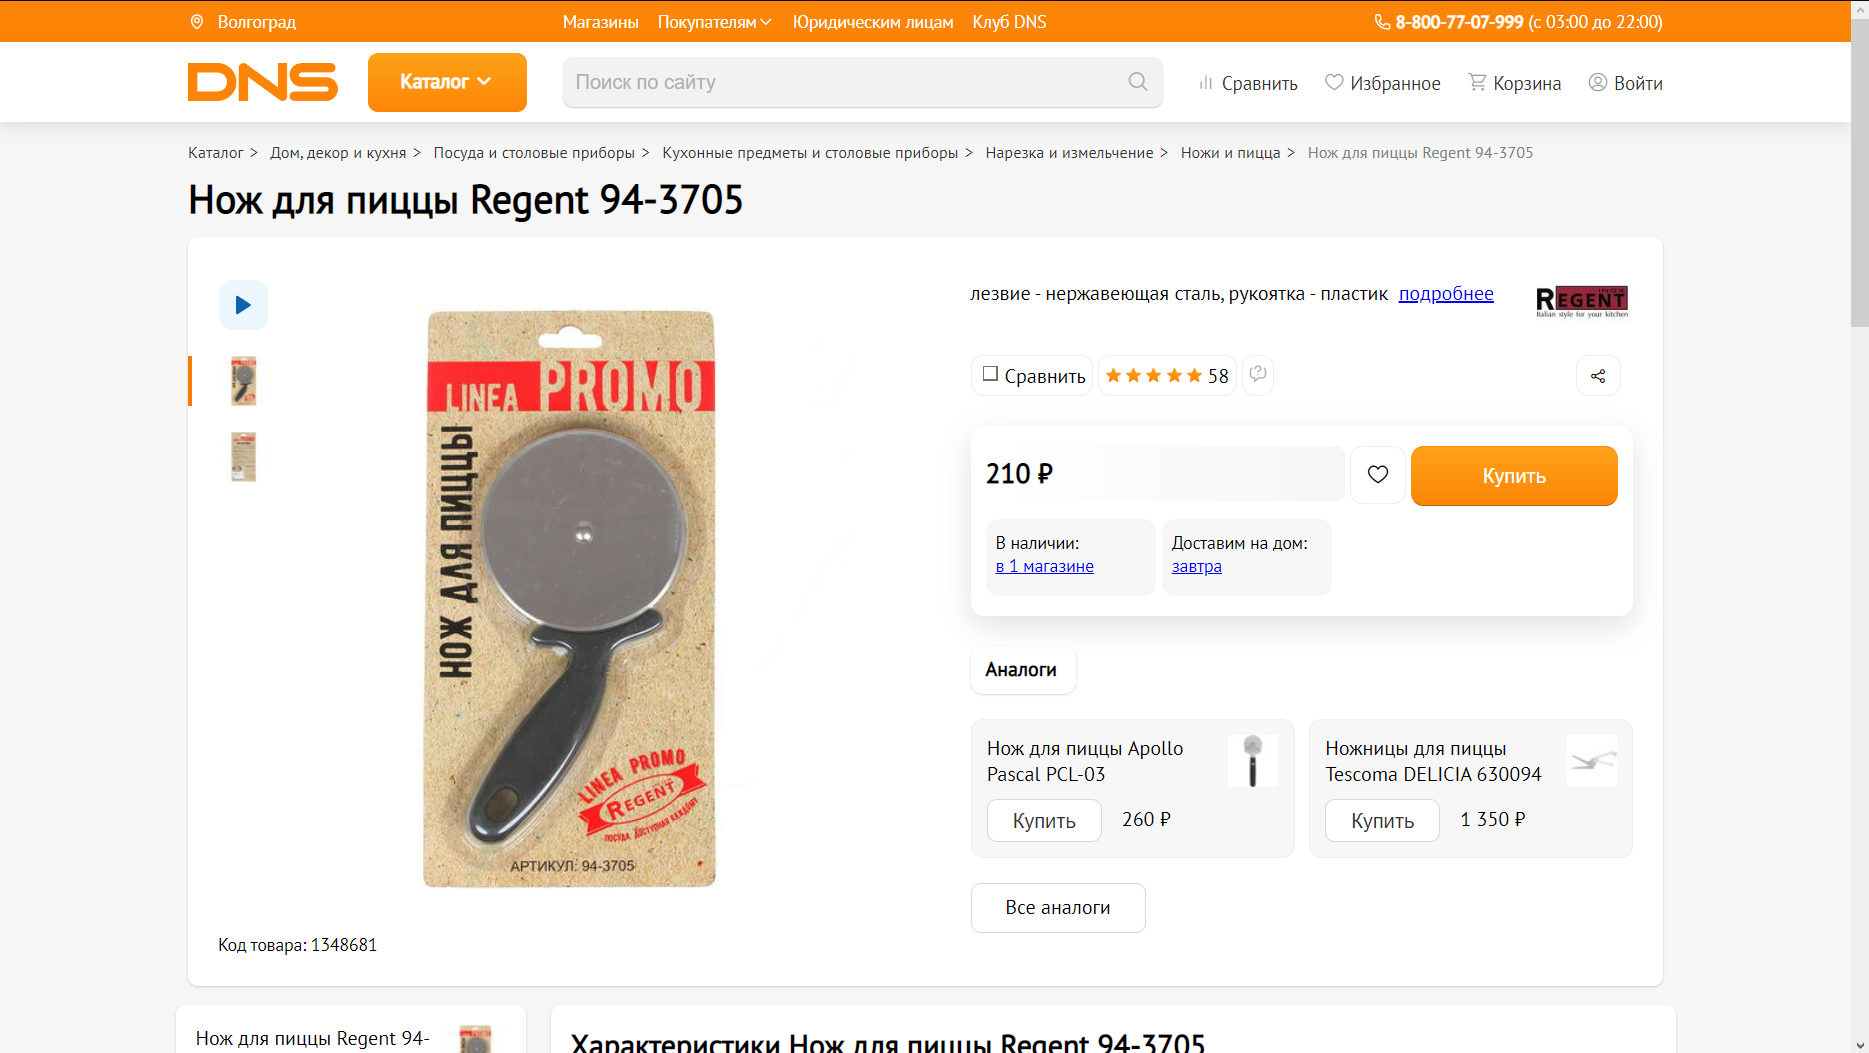 Волгоград
Магазины Покупателям Юридическим лицам Клуб DNS
8-800-77-07-999 (с 03:00 до 22:00)
DNS
Каталог
Поиск по сайту
Сравнить Избранное Корзина Войти
Каталог > Дом, декор и кухня > Посуда и столовые приборы > Кухонные предметы и столовые приборы > Нарезка и измельчение > Ножи и пицца > Нож для пиццы Regent 94-3705
Нож для пиццы Regent 94-3705
LINEA PROMO
НОЖ ДЛЯ ПИЦЦЫ
LINEA PROMO
REGENT
ПОСУДА ДОСТУПНАЯ КАЖДОМУ
АРТИКУЛ: 94-3705
Код товара: 1348681
лезвие - нержавеющая сталь, рукоятка - пластик подробнее
REGENT INOX
Italian style for your kitchen
Сравнить
58
210 ₽
Купить
В наличии:
в 1 магазине
Доставим на дом:
завтра
Аналоги
Нож для пиццы Apollo
Pascal PCL-03
Купить 260 ₽
Ножницы для пиццы
Tescoma DELICIA 630094
Купить 1 350 ₽
Все аналоги
Нож для пиццы Regent 94-
Характеристики Нож для пиццы Regent 94-3705